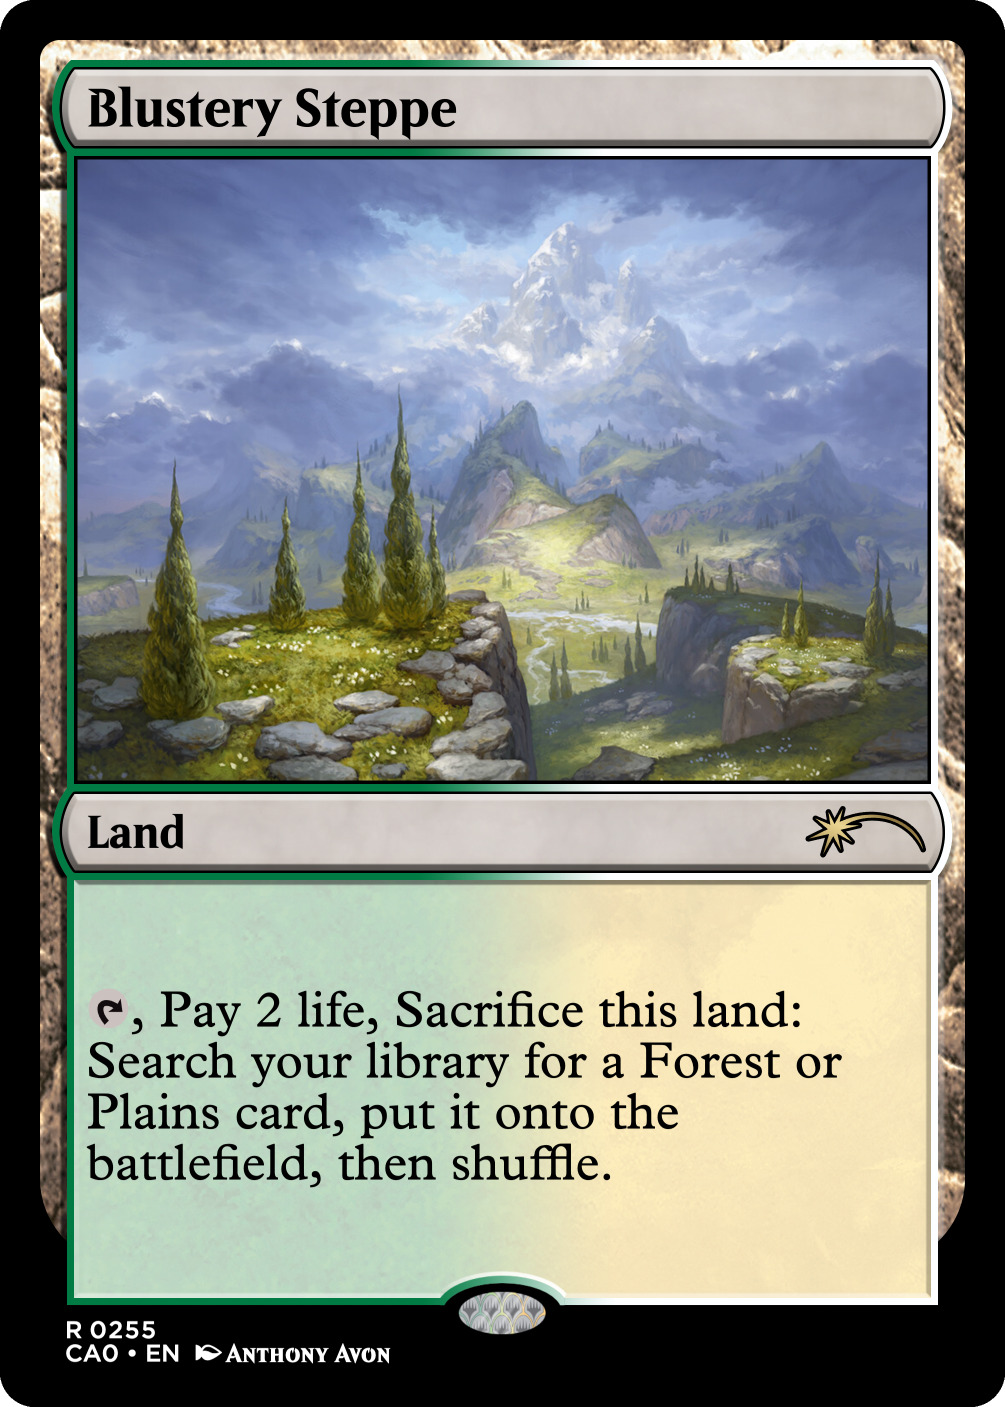 Blustery Steppe
Land
, Pay 2 life, Sacrifice this land:
Search your library for a Forest or
Plains card, put it onto the
battlefield, then shuffle.
R 0255
CAO • EN Anthony Avon